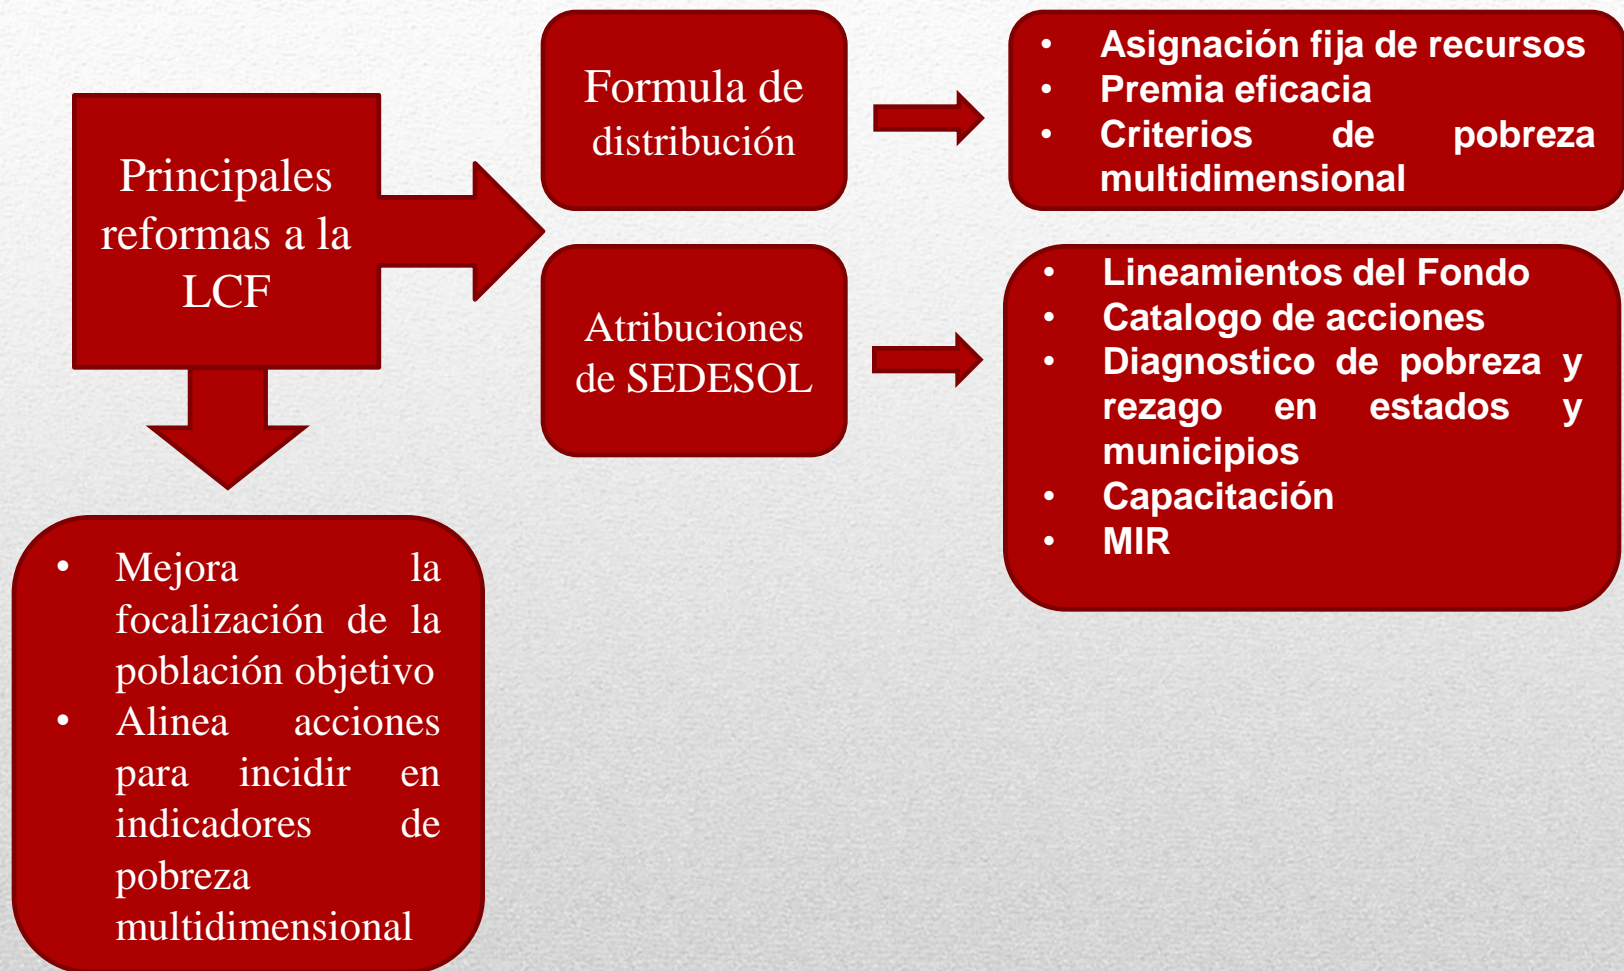 Principales
reformas a la
LCF
Formula de
distribución
• Asignación fija de recursos
• Premia eficacia
• Criterios de pobreza
multidimensional
Atribuciones
de SEDESOL
• Lineamientos del Fondo
• Catalogo de acciones
• Diagnostico de pobreza y
rezago en estados y
municipios
• Capacitación
• MIR
• Mejora la
focalización de la
población objetivo
• Alinea acciones
para incidir en
indicadores de
pobreza
multidimensional